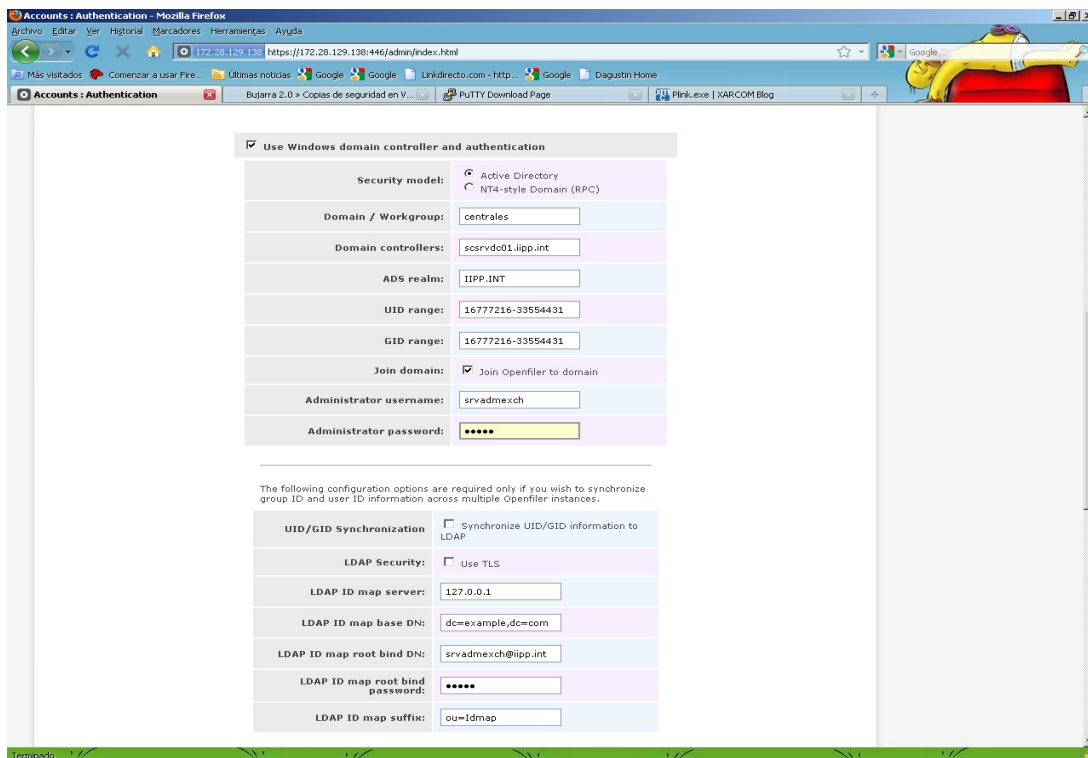 Accounts : Authentication - Mozilla Firefox
Archivo Editar Ver Historial Marcadores Herramientas Ayuda
172.28.129.138 https://172.28.129.138:446/admin/index.html
Google
Más visitados Comenzar a usar Fire... Últimas noticias Google Google Linkdirecto.com - http... Google Dagustin Home
Accounts : Authentication
Bujarra 2.0 » Copias de seguridad en V...
PuTTY Download Page
Plink.exe | XARCOM Blog
Use Windows domain controller and authentication
Security model: Active Directory
NT4-style Domain (RPC)
Domain / Workgroup: centrales
Domain controllers: scsrvdc01.iipp.int
ADS realm: IIPP.INT
UID range: 16777216-33554431
GID range: 16777216-33554431
Join domain: Join Openfiler to domain
Administrator username: srvadmexch
Administrator password: •••••
The following configuration options are required only if you wish to synchronize
group ID and user ID information across multiple Openfiler instances.
UID/GID Synchronization Synchronize UID/GID information to
LDAP
LDAP Security: Use TLS
LDAP ID map server: 127.0.0.1
LDAP ID map base DN: dc=example,dc=com
LDAP ID map root bind DN: srvadmexch@iipp.int
LDAP ID map root bind
password: •••••
LDAP ID map suffix: ou=Idmap
Terminado